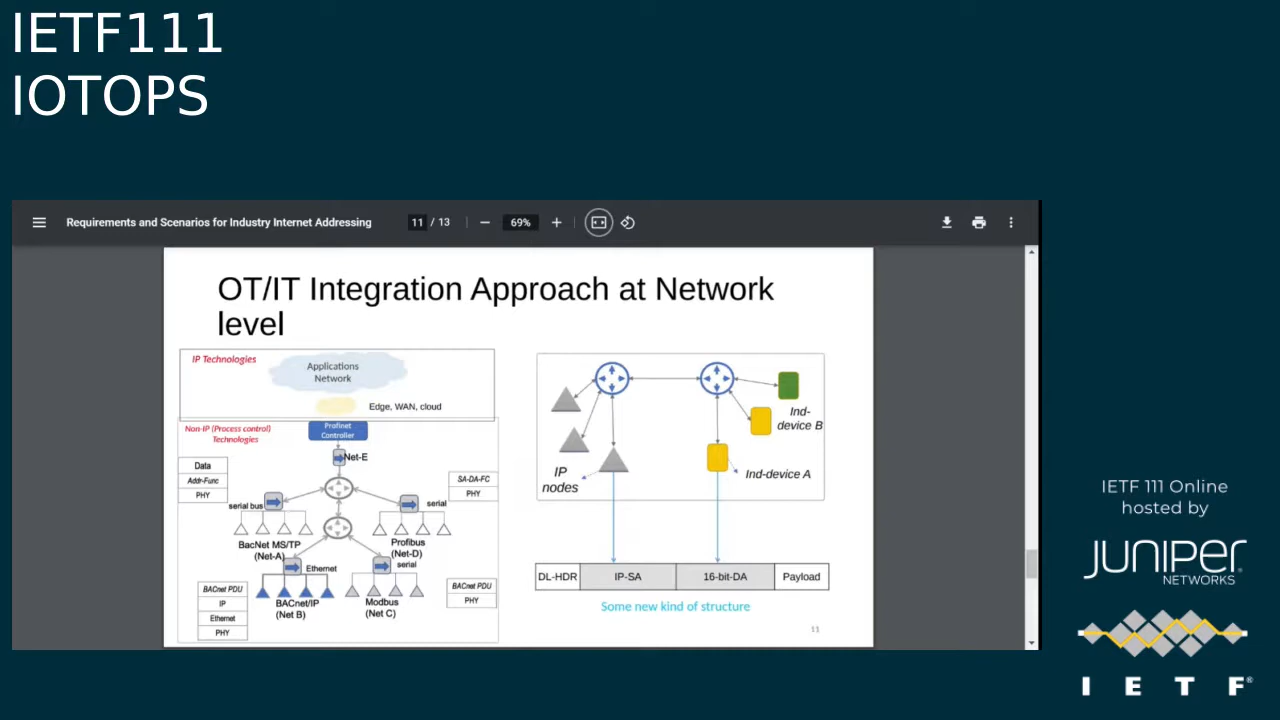 IETF111
IOTOPS
Requirements and Scenarios for Industry Internet Addressing
11 / 13
69%
OT/IT Integration Approach at Network
level
IP Technologies
Applications
Network
Edge, WAN, cloud
Non-IP (Process control)
Technologies
Profinet
Controller
Net-E
Data
Addr-Func
PHY
SA-DA-FC
PHY
serial bus
serial
BacNet MS/TP
(Net-A)
Profibus
(Net-D)
Ethernet
serial
BACnet PDU
IP
Ethernet
PHY
BACnet/IP
(Net B)
Modbus
(Net C)
BACnet PDU
PHY
Ind-
device B
IP
nodes
Ind-device A
DL-HDR
IP-SA
16-bit-DA
Payload
Some new kind of structure
11
IETF 111 Online
hosted by
JUNIPER
NETWORKS
I E T F®